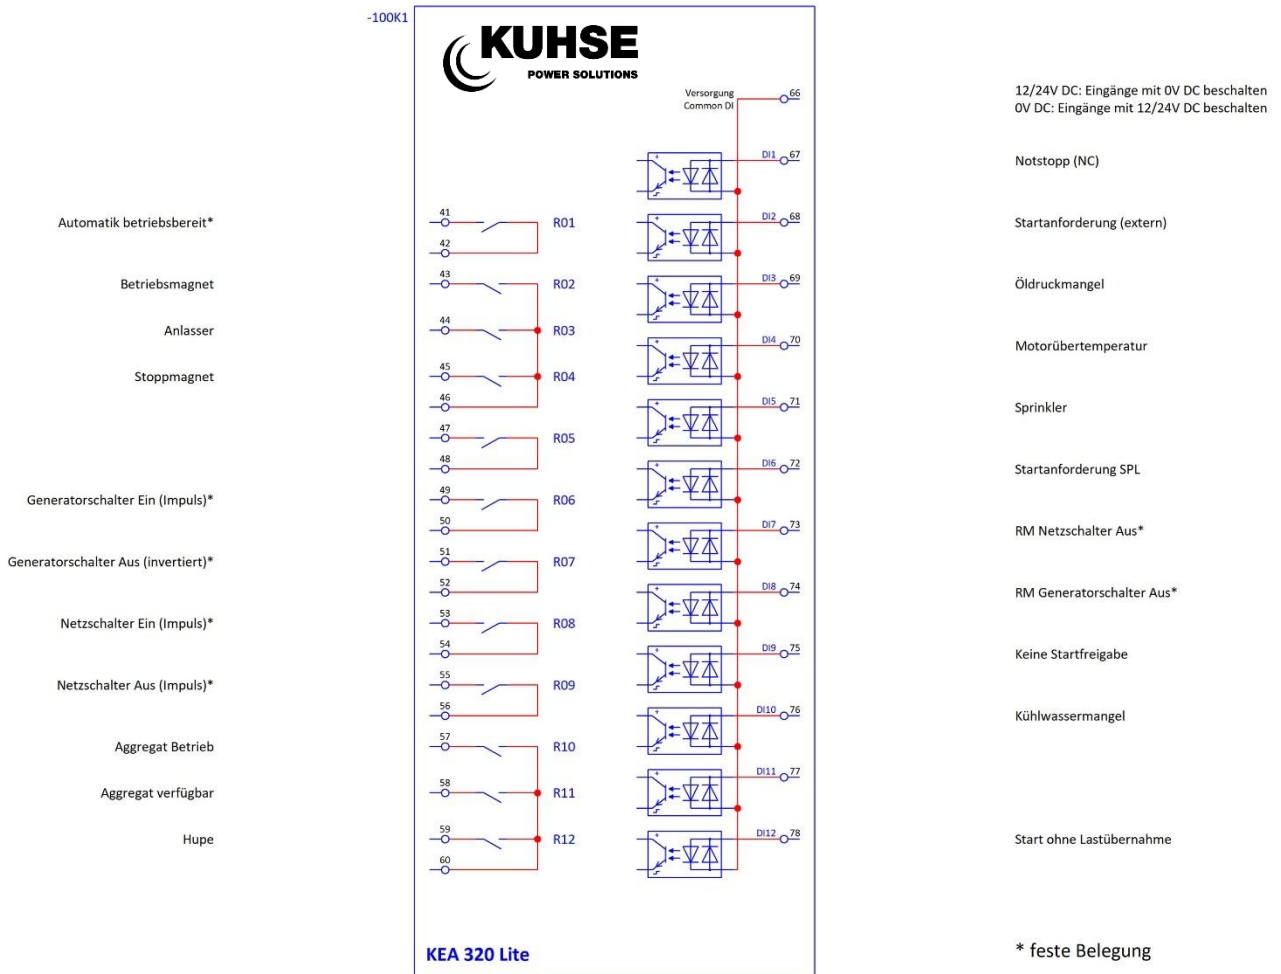 -100K1
KUHSE
POWER SOLUTIONS
Versorgung
Common DI
66
12/24V DC: Eingänge mit 0V DC beschalten
0V DC: Eingänge mit 12/24V DC beschalten
DI1 67
Notstopp (NC)
Automatik betriebsbereit*
41
R01
42
DI2 68
Startanforderung (extern)
Betriebsmagnet
43
R02
DI3 69
Öldruckmangel
Anlasser
44
R03
DI4 70
Motorübertemperatur
Stoppmagnet
45
R04
46
DI5 71
Sprinkler
47
R05
48
DI6 72
Startanforderung SPL
Generatorschalter Ein (Impuls)*
49
R06
50
DI7 73
RM Netzschalter Aus*
Generatorschalter Aus (invertiert)*
51
R07
52
DI8 74
RM Generatorschalter Aus*
Netzschalter Ein (Impuls)*
53
R08
54
DI9 75
Keine Startfreigabe
Netzschalter Aus (Impuls)*
55
R09
56
DI10 76
Kühlwassermangel
Aggregat Betrieb
57
R10
DI11 77
Aggregat verfügbar
58
R11
Hupe
59
R12
60
DI12 78
Start ohne Lastübernahme
KEA 320 Lite
* feste Belegung